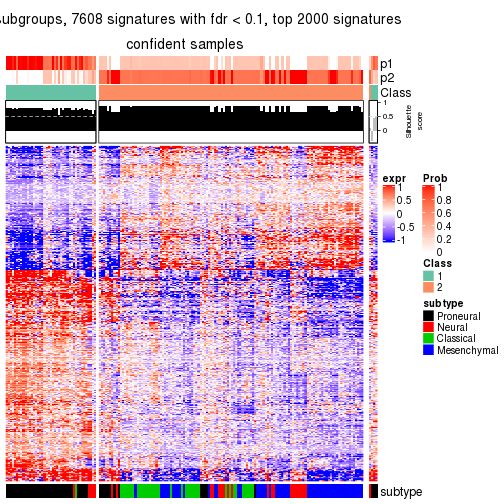 subgroups, 7608 signatures with fdr < 0.1, top 2000 signatures
confident samples
p1
p2
Class
1
0.5
0
Silhouette
score
expr
1
0.5
0
-0.5
-1
Prob
1
0.8
0.6
0.4
0.2
0
Class
1
2
subtype
Proneural
Neural
Classical
Mesenchymal
subtype